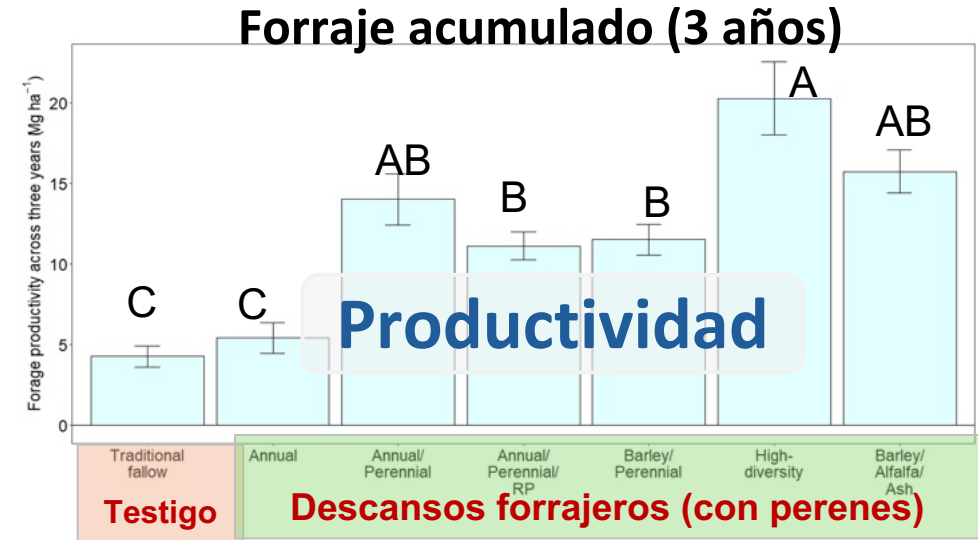 Forraje acumulado (3 años)
Forage productivity across three years (Mg ha⁻¹)
20
15
10
5
0
C
C
AB
B
B
A
AB
Productividad
Traditional
fallow
Annual
Annual/
Perennial
Annual/
Perennial/
RP
Barley/
Perennial
High-
diversity
Barley/
Alfalfa/
Ash
Testigo
Descansos forrajeros (con perenes)